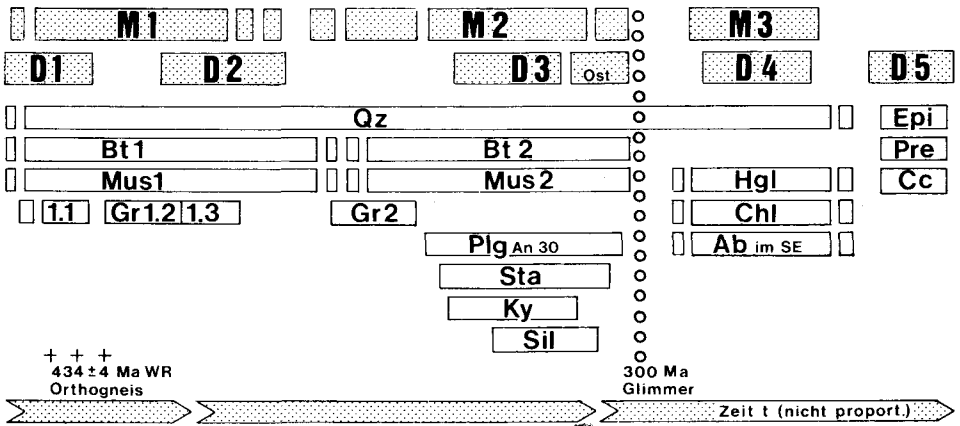 M1 M2 M3
D1 D2 D3 Ost D4 D5
Qz Epi
Bt1 Bt2 Pre
Mus1 Mus2 Hgl Cc
1.1 Gr1.2 1.3 Gr2 Chl
Plg An 30 Ab im SE
Sta
Ky
Sil
+ + +
434 ± 4 Ma WR 300 Ma
Orthogneis Glimmer
Zeit t (nicht proport.)